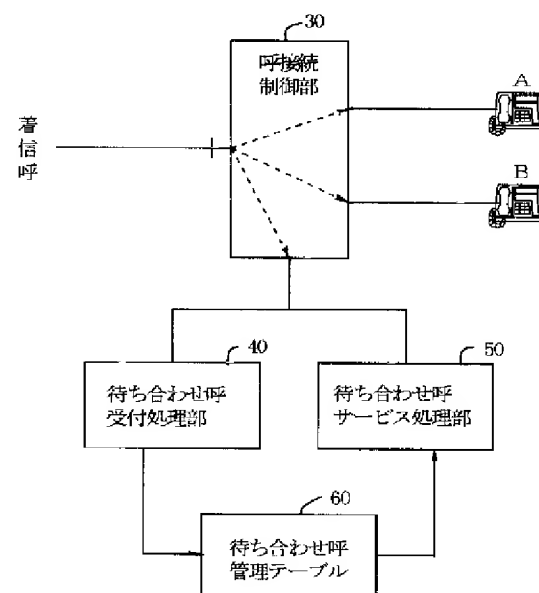 30
呼接続
制御部
A
着信呼
B
40
待ち合わせ呼
受付処理部
50
待ち合わせ呼
サービス処理部
60
待ち合わせ呼
管理テーブル